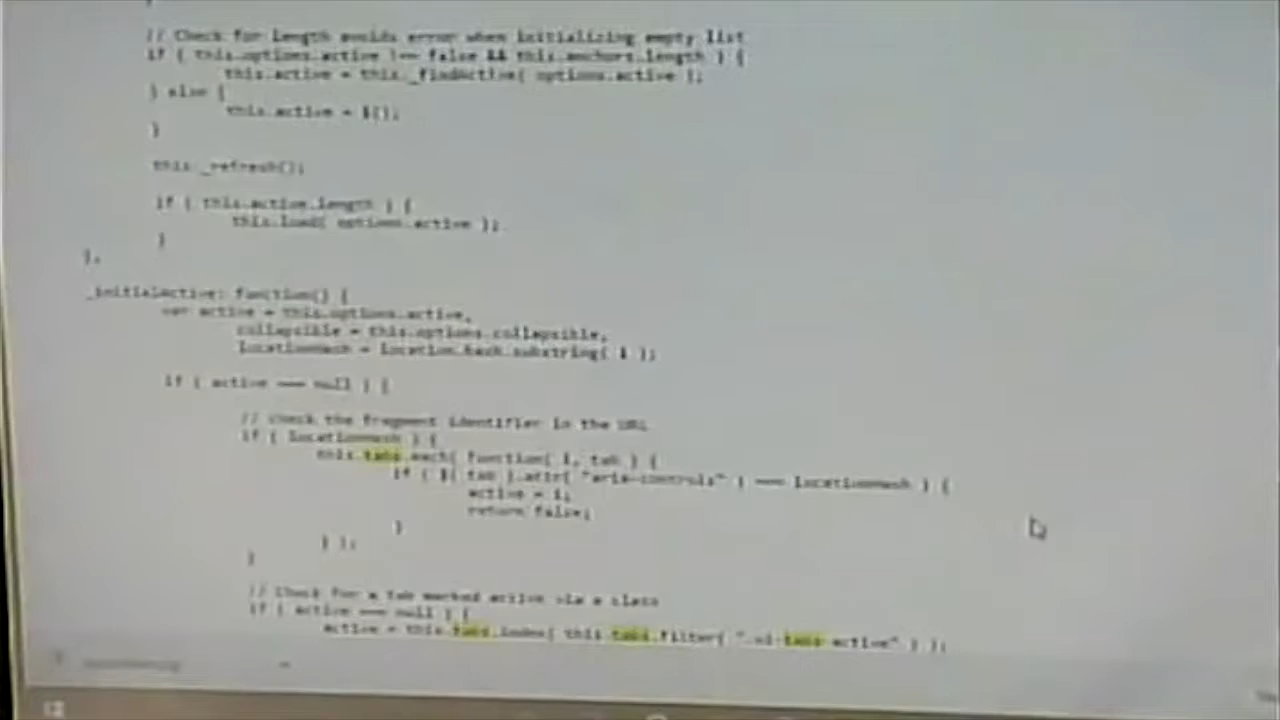 }
// Check for length avoids error when initializing empty list
if ( this.options.active !== false && this.anchors.length ) {
this.active = this._findActive( options.active );
} else {
this.active = $();
}
this._refresh();
if ( this.active.length ) {
this.load( options.active );
}
},
_initialActive: function() {
var active = this.options.active,
collapsible = this.options.collapsible,
locationHash = location.hash.substring( 1 );
if ( active === null ) {
// check the fragment identifier in the URL
if ( locationHash ) {
this.tabs.each( function( i, tab ) {
if ( $( tab ).attr( "aria-controls" ) === locationHash ) {
active = i;
return false;
}
} );
}
// Check for a tab marked active via a class
if ( active === null ) {
active = this.tabs.index( this.tabs.filter( ".ui-tabs-active" ) );